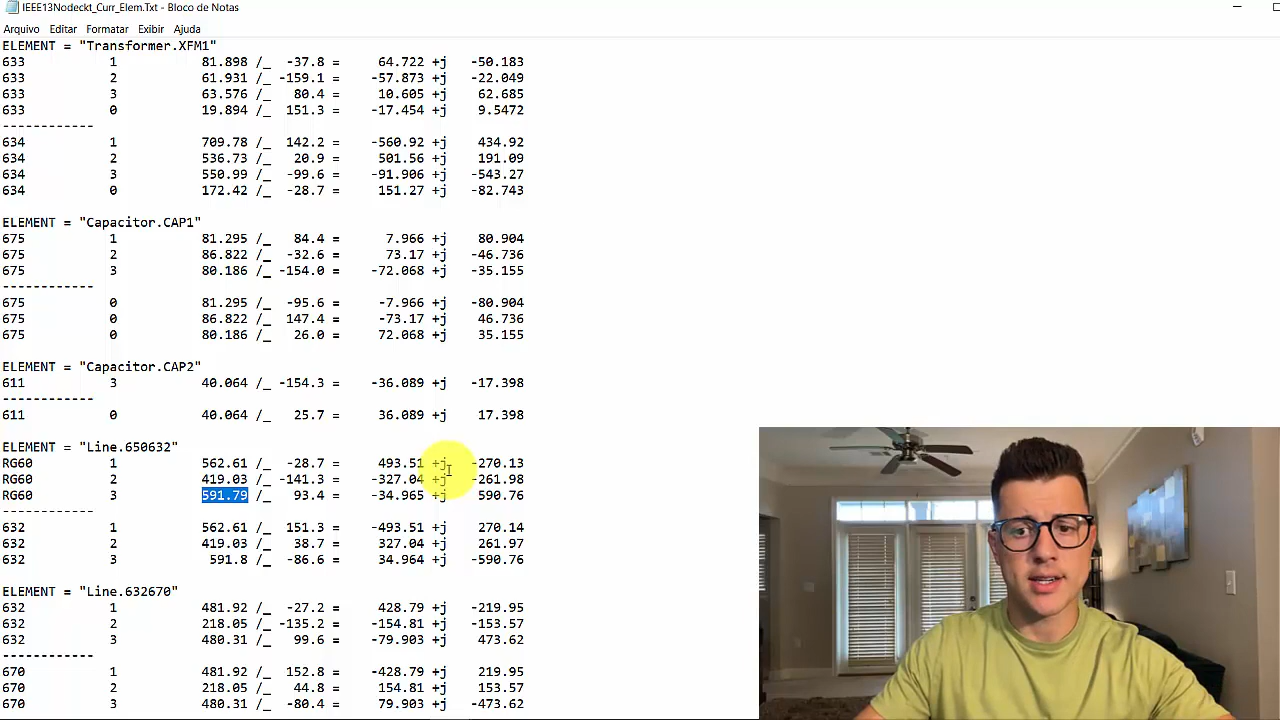 IEEE13Nodeckt_Curr_Elem.Txt - Bloco de Notas
Arquivo Editar Formatar Exibir Ajuda
ELEMENT = "Transformer.XFM1"
633 1 81.898 /_ -37.8 = 64.722 +j -50.183
633 2 61.931 /_ -159.1 = -57.873 +j -22.049
633 3 63.576 /_ 80.4 = 10.605 +j 62.685
633 0 19.894 /_ 151.3 = -17.454 +j 9.5472
------------
634 1 709.78 /_ 142.2 = -560.92 +j 434.92
634 2 536.73 /_ 20.9 = 501.56 +j 191.09
634 3 550.99 /_ -99.6 = -91.906 +j -543.27
634 0 172.42 /_ -28.7 = 151.27 +j -82.743
ELEMENT = "Capacitor.CAP1"
675 1 81.295 /_ 84.4 = 7.966 +j 80.904
675 2 86.822 /_ -32.6 = 73.17 +j -46.736
675 3 80.186 /_ -154.0 = -72.068 +j -35.155
------------
675 0 81.295 /_ -95.6 = -7.966 +j -80.904
675 0 86.822 /_ 147.4 = -73.17 +j 46.736
675 0 80.186 /_ 26.0 = 72.068 +j 35.155
ELEMENT = "Capacitor.CAP2"
611 3 40.064 /_ -154.3 = -36.089 +j -17.398
------------
611 0 40.064 /_ 25.7 = 36.089 +j 17.398
ELEMENT = "Line.650632"
RG60 1 562.61 /_ -28.7 = 493.51 +j -270.13
RG60 2 419.03 /_ -141.3 = -327.04 +j -261.98
RG60 3 591.79 /_ 93.4 = -34.965 +j 590.76
------------
632 1 562.61 /_ 151.3 = -493.51 +j 270.14
632 2 419.03 /_ 38.7 = 327.04 +j 261.97
632 3 591.8 /_ -86.6 = 34.964 +j -590.76
ELEMENT = "Line.632670"
632 1 481.92 /_ -27.2 = 428.79 +j -219.95
632 2 218.05 /_ -135.2 = -154.81 +j -153.57
632 3 480.31 /_ 99.6 = -79.903 +j 473.62
------------
670 1 481.92 /_ 152.8 = -428.79 +j 219.95
670 2 218.05 /_ 44.8 = 154.81 +j 153.57
670 3 480.31 /_ -80.4 = 79.903 +j -473.62